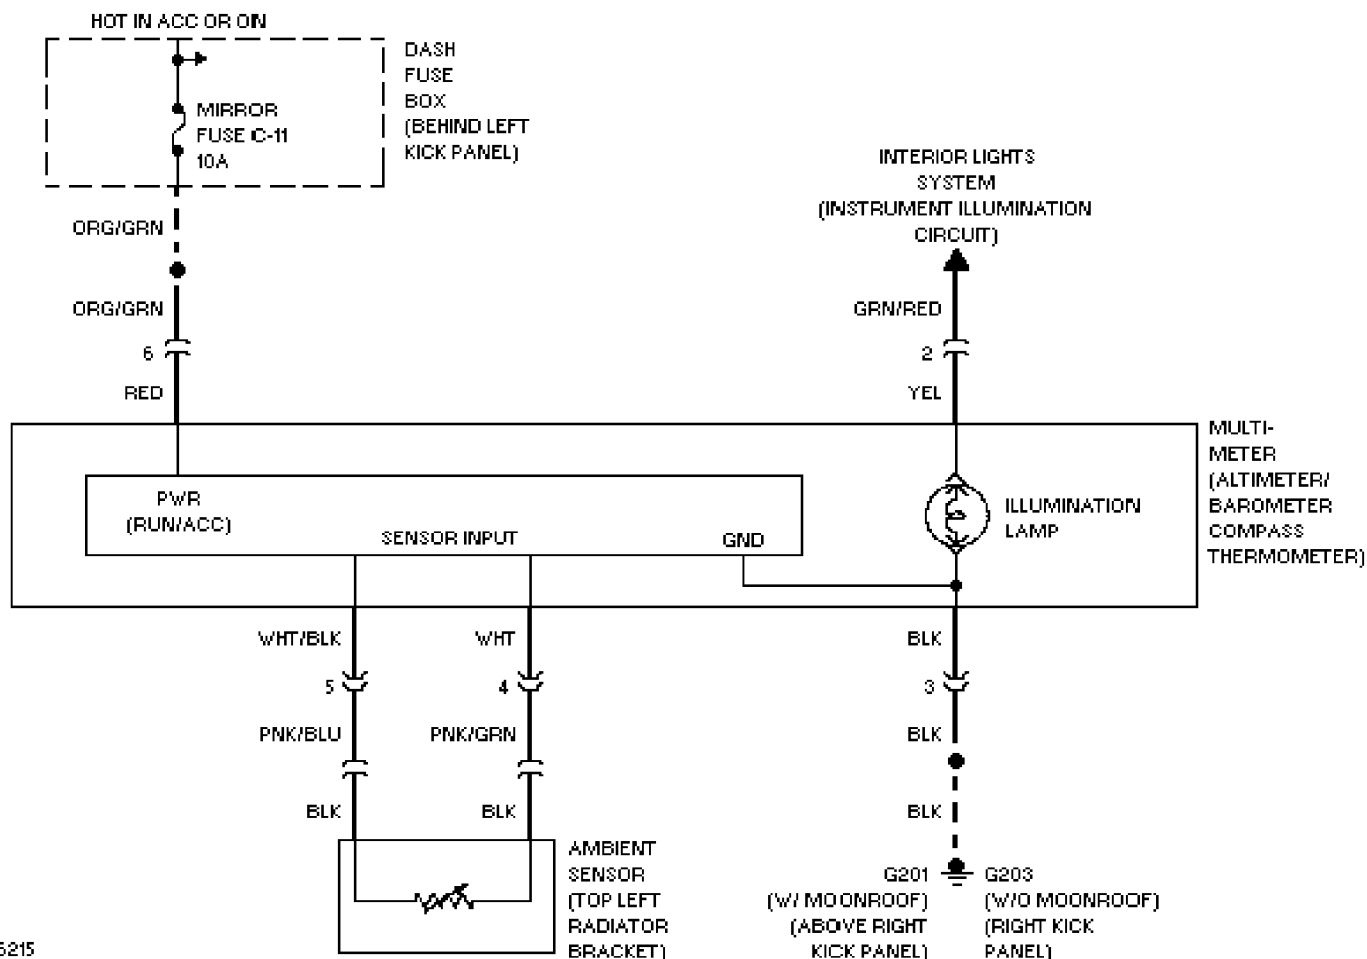 HOT IN ACC OR ON
DASH
FUSE
BOX
(BEHIND LEFT
KICK PANEL)
MIRROR
FUSE C-11
10A
INTERIOR LIGHTS
SYSTEM
(INSTRUMENT ILLUMINATION
CIRCUIT)
ORG/GRN
ORG/GRN
GRN/RED
6
2
RED
YEL
MULTI-
METER
(ALTIMETER/
BAROMETER
COMPASS
THERMOMETER)
PWR
(RUN/ACC)
SENSOR INPUT
GND
ILLUMINATION
LAMP
WHT/BLK
WHT
BLK
5
4
3
PNK/BLU
PNK/GRN
BLK
BLK
BLK
BLK
AMBIENT
SENSOR
(TOP LEFT
RADIATOR
BRACKET)
G201
(W/ MOONROOF)
(ABOVE RIGHT
KICK PANEL)
G203
(W/O MOONROOF)
(RIGHT KICK
PANEL)
6215